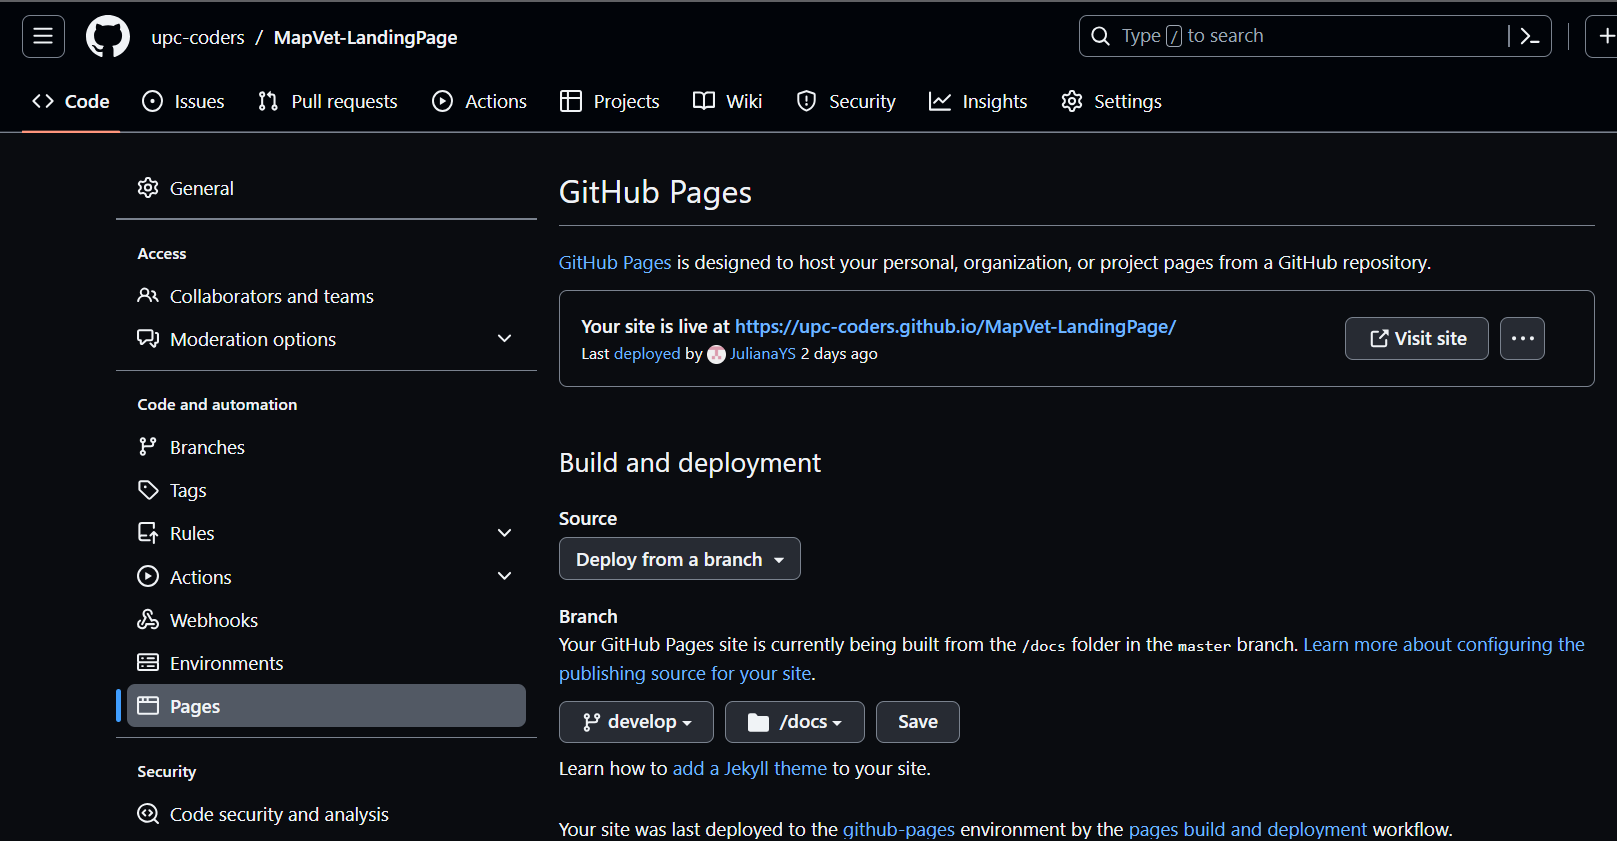 upc-coders / MapVet-LandingPage
Type / to search
Code Issues Pull requests Actions Projects Wiki Security Insights Settings
General
Access
Collaborators and teams
Moderation options
Code and automation
Branches
Tags
Rules
Actions
Webhooks
Environments
Pages
Security
Code security and analysis
GitHub Pages
GitHub Pages is designed to host your personal, organization, or project pages from a GitHub repository.
Your site is live at https://upc-coders.github.io/MapVet-LandingPage/
Last deployed by JulianaYS 2 days ago
Visit site
Build and deployment
Source
Deploy from a branch
Branch
Your GitHub Pages site is currently being built from the /docs folder in the master branch. Learn more about configuring the
publishing source for your site.
develop /docs Save
Learn how to add a Jekyll theme to your site.
Your site was last deployed to the github-pages environment by the pages build and deployment workflow.